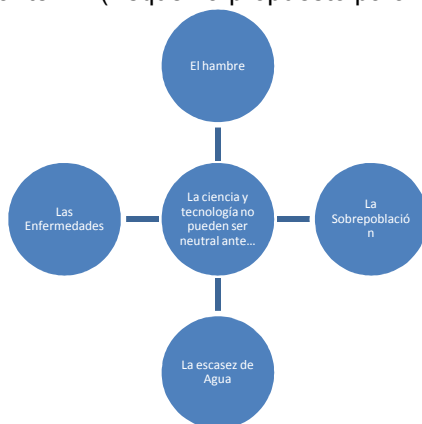 El hambre
Las
Enfermedades
La ciencia y
tecnología no
pueden ser
neutral ante...
La
Sobrepoblació
n
La escasez de
Agua